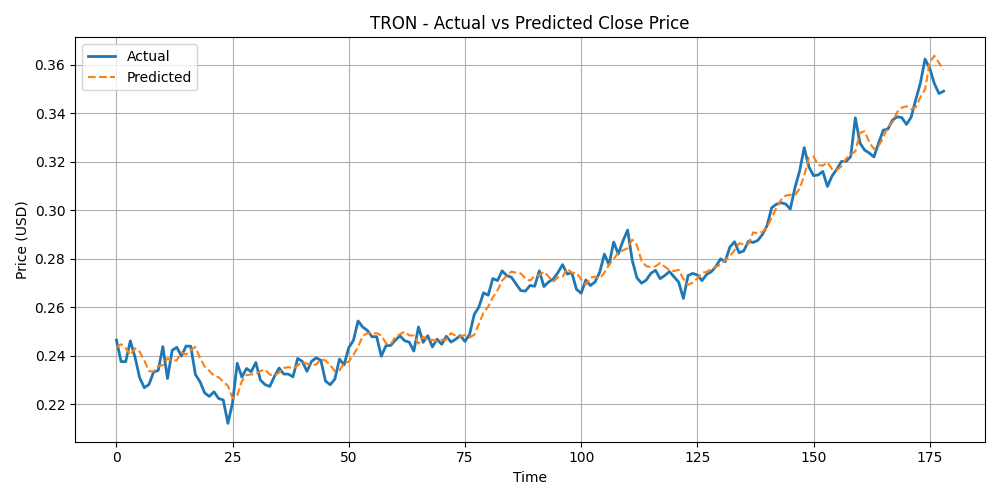 TRON - Actual vs Predicted Close Price
Actual
Predicted
Price (USD)
0.36
0.34
0.32
0.30
0.28
0.26
0.24
0.22
0 25 50 75 100 125 150 175
Time